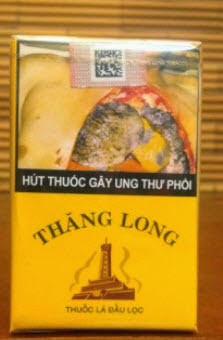 HÚT THUỐC GÂY UNG THƯ PHỔI
THĂNG LONG
THUỐC LÁ ĐẦU LỌC